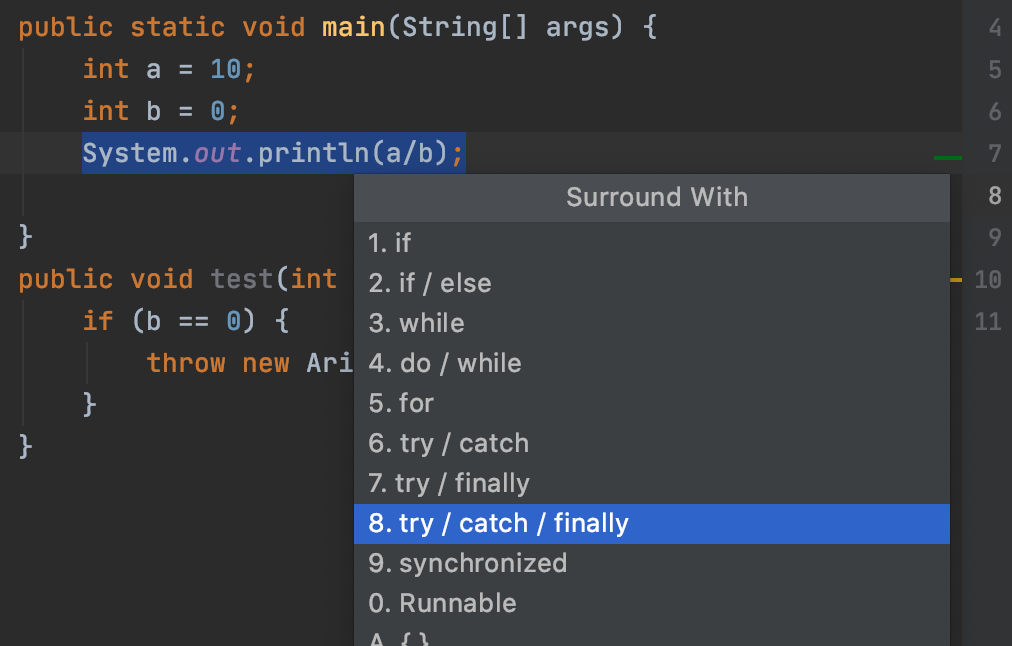 public static void main(String[] args) {
int a = 10;
int b = 0;
System.out.println(a/b);
}
public void test(int
if (b == 0) {
throw new Ari
}
}
Surround With
1. if
2. if / else
3. while
4. do / while
5. for
6. try / catch
7. try / finally
8. try / catch / finally
9. synchronized
0. Runnable
A. { }
4
5
6
7
8
9
10
11